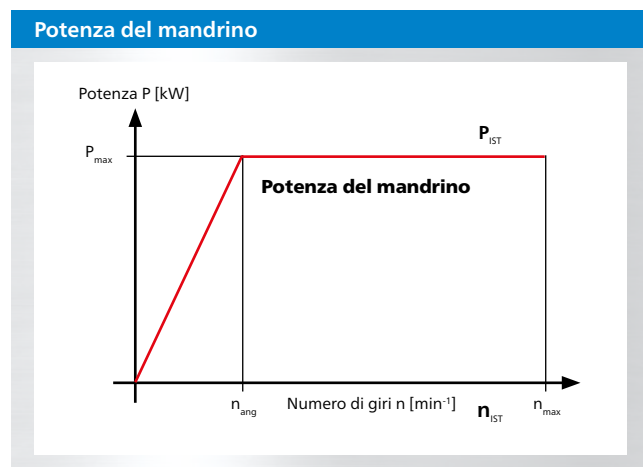 Potenza del mandrino
Potenza P [kW]
P_IST
P_max
Potenza del mandrino
n_ang Numero di giri n [min⁻¹] n_IST n_max